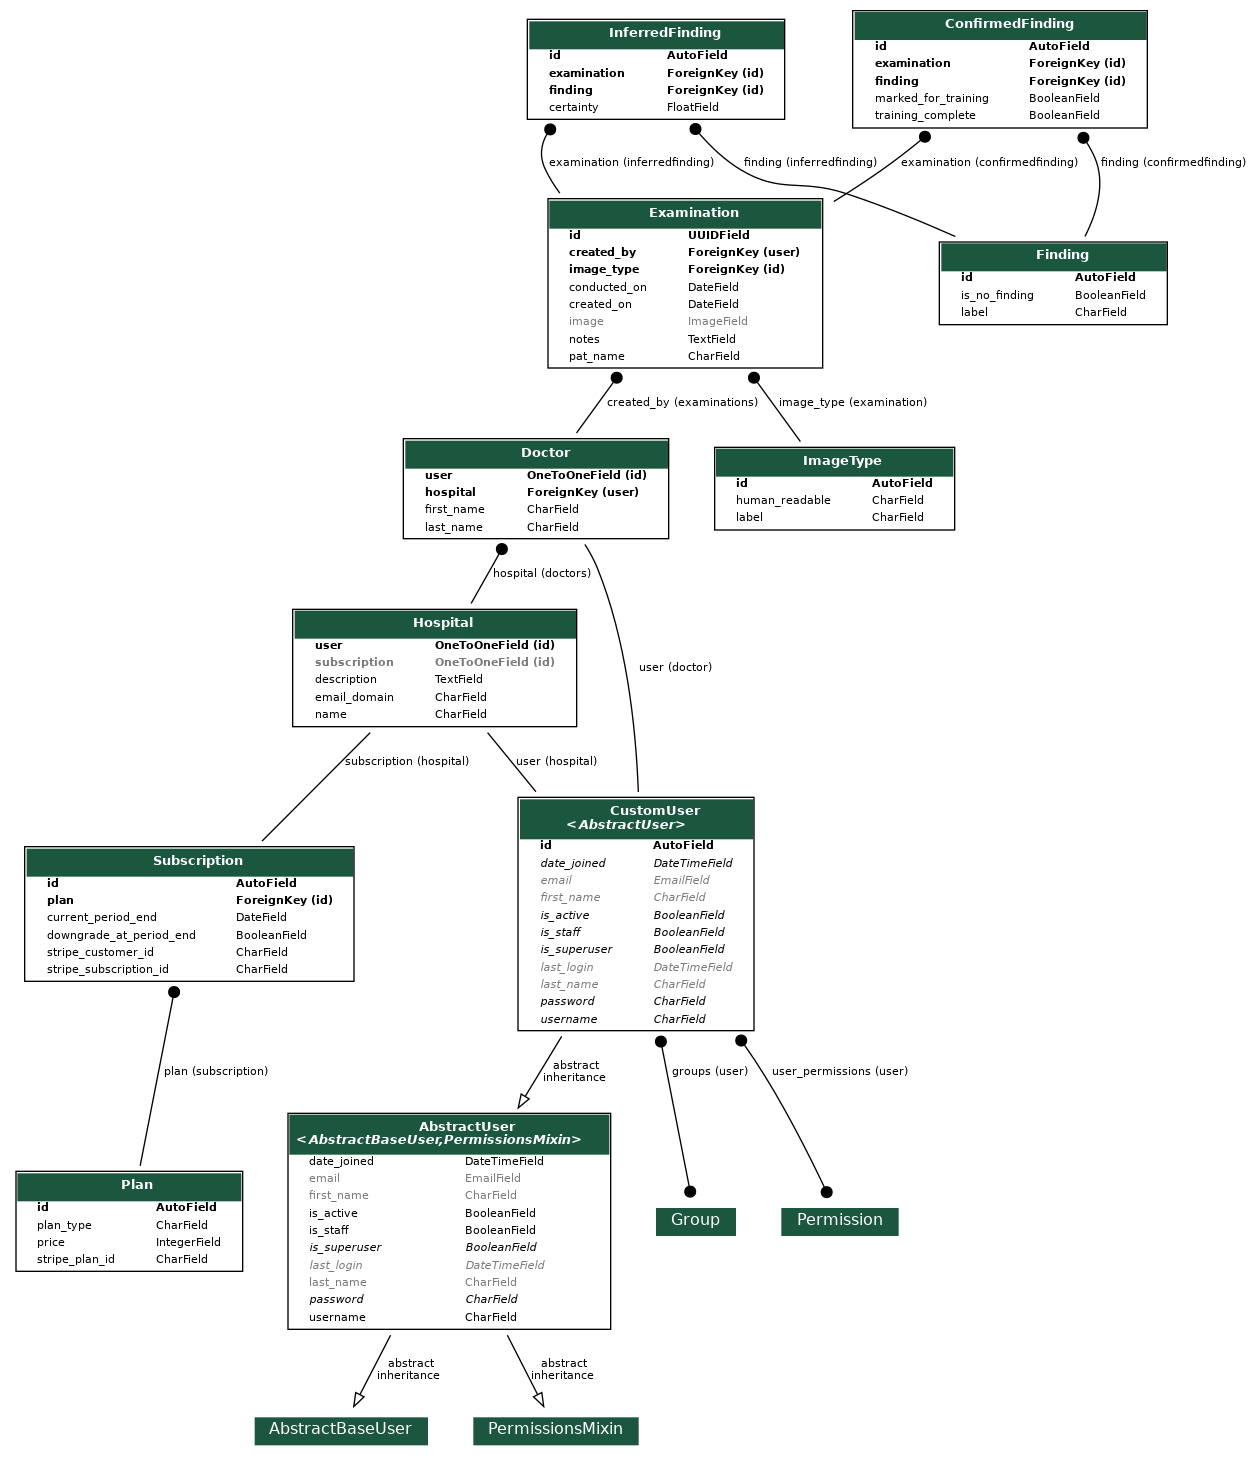 InferredFinding
id AutoField
examination ForeignKey (id)
finding ForeignKey (id)
certainty FloatField
ConfirmedFinding
id AutoField
examination ForeignKey (id)
finding ForeignKey (id)
marked_for_training BooleanField
training_complete BooleanField
examination (inferredfinding)
finding (inferredfinding)
examination (confirmedfinding)
finding (confirmedfinding)
Examination
id UUIDField
created_by ForeignKey (user)
image_type ForeignKey (id)
conducted_on DateField
created_on DateField
image ImageField
notes TextField
pat_name CharField
Finding
id AutoField
is_no_finding BooleanField
label CharField
created_by (examinations)
image_type (examination)
Doctor
user OneToOneField (id)
hospital ForeignKey (user)
first_name CharField
last_name CharField
ImageType
id AutoField
human_readable CharField
label CharField
hospital (doctors)
Hospital
user OneToOneField (id)
subscription OneToOneField (id)
description TextField
email_domain CharField
name CharField
user (doctor)
subscription (hospital)
user (hospital)
CustomUser
<AbstractUser>
id AutoField
date_joined DateTimeField
email EmailField
first_name CharField
is_active BooleanField
is_staff BooleanField
is_superuser BooleanField
last_login DateTimeField
last_name CharField
password CharField
username CharField
Subscription
id AutoField
plan ForeignKey (id)
current_period_end DateField
downgrade_at_period_end BooleanField
stripe_customer_id CharField
stripe_subscription_id CharField
plan (subscription)
abstract
inheritance
groups (user)
user_permissions (user)
AbstractUser
<AbstractBaseUser,PermissionsMixin>
date_joined DateTimeField
email EmailField
first_name CharField
is_active BooleanField
is_staff BooleanField
is_superuser BooleanField
last_login DateTimeField
last_name CharField
password CharField
username CharField
Plan
id AutoField
plan_type CharField
price IntegerField
stripe_plan_id CharField
Group
Permission
abstract
inheritance
abstract
inheritance
AbstractBaseUser
PermissionsMixin